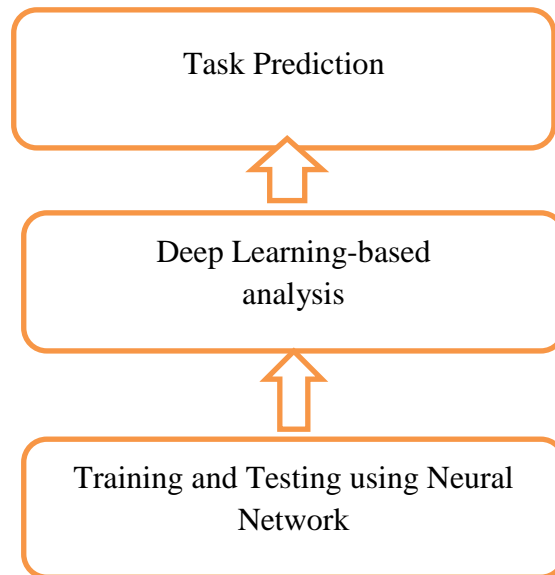 Task Prediction
Deep Learning-based
analysis
Training and Testing using Neural
Network